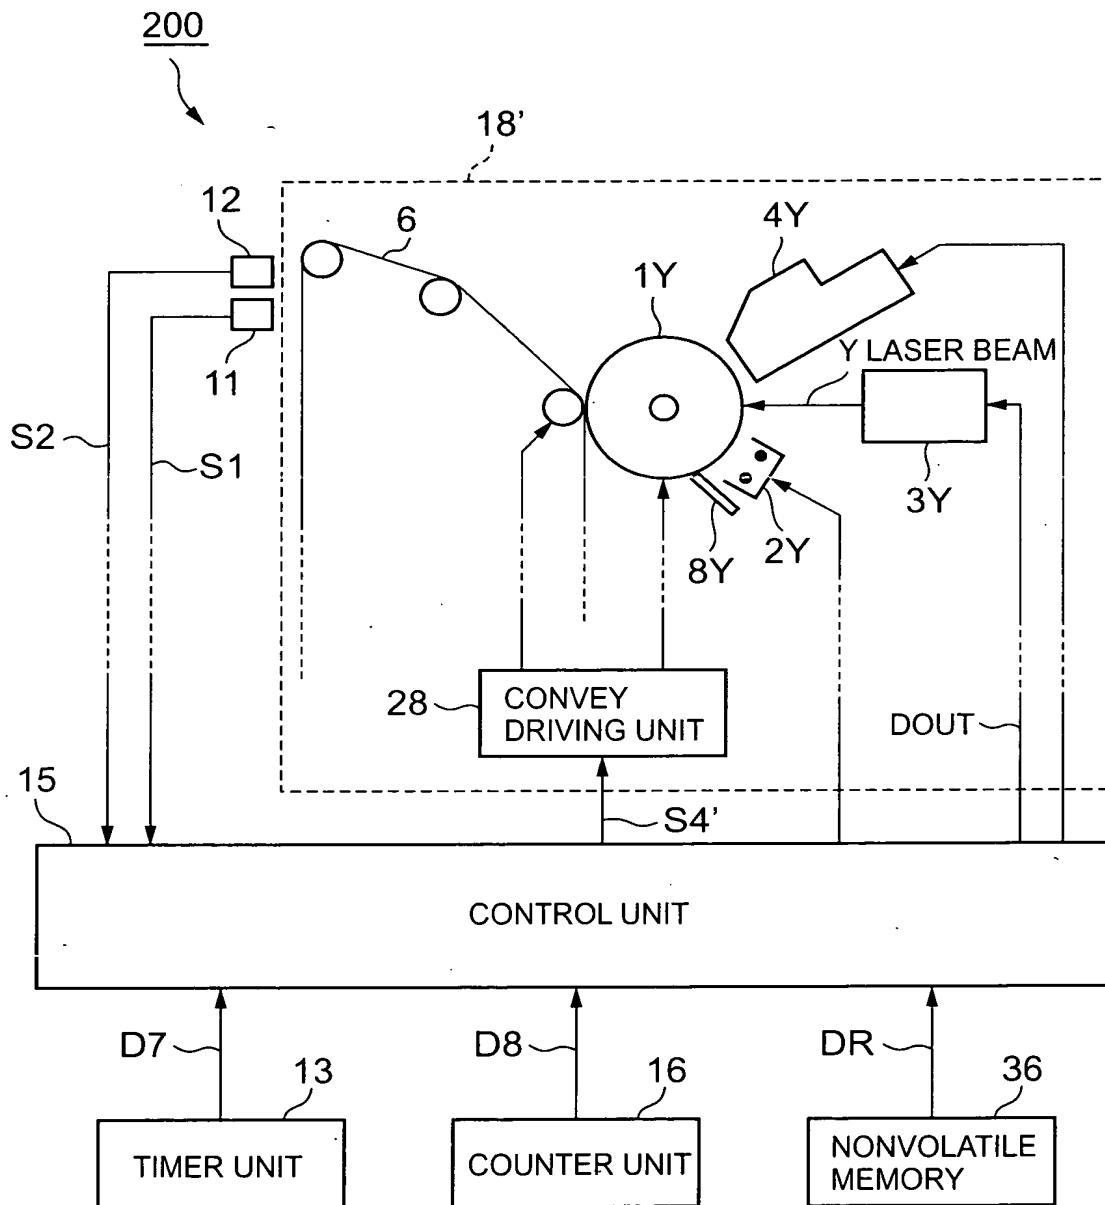 200
18'
12
6
4Y
1Y
Y LASER BEAM
11
S2
S1
3Y
2Y
8Y
28
CONVEY
DRIVING UNIT
DOUT
15
S4'
CONTROL UNIT
D7
D8
DR
13
16
36
TIMER UNIT
COUNTER UNIT
NONVOLATILE
MEMORY